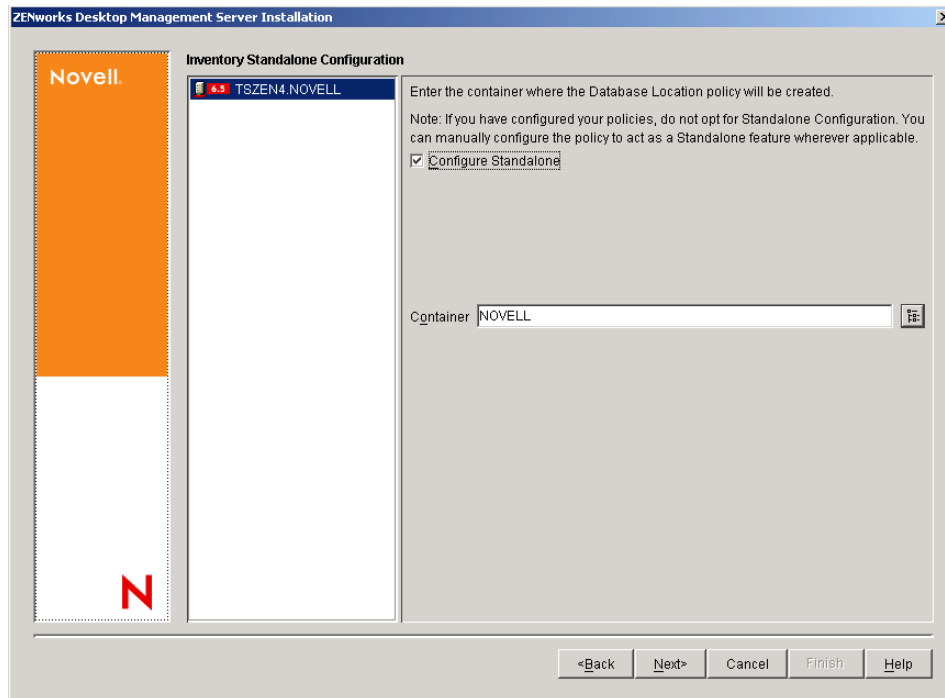 ZENworks Desktop Management Server Installation
Novell.
Inventory Standalone Configuration
6.5 TSZEN4.NOVELL
Enter the container where the Database Location policy will be created.
Note: If you have configured your policies, do not opt for Standalone Configuration. You
can manually configure the policy to act as a Standalone feature wherever applicable.
Configure Standalone
Container NOVELL
N
<Back Next> Cancel Finish Help